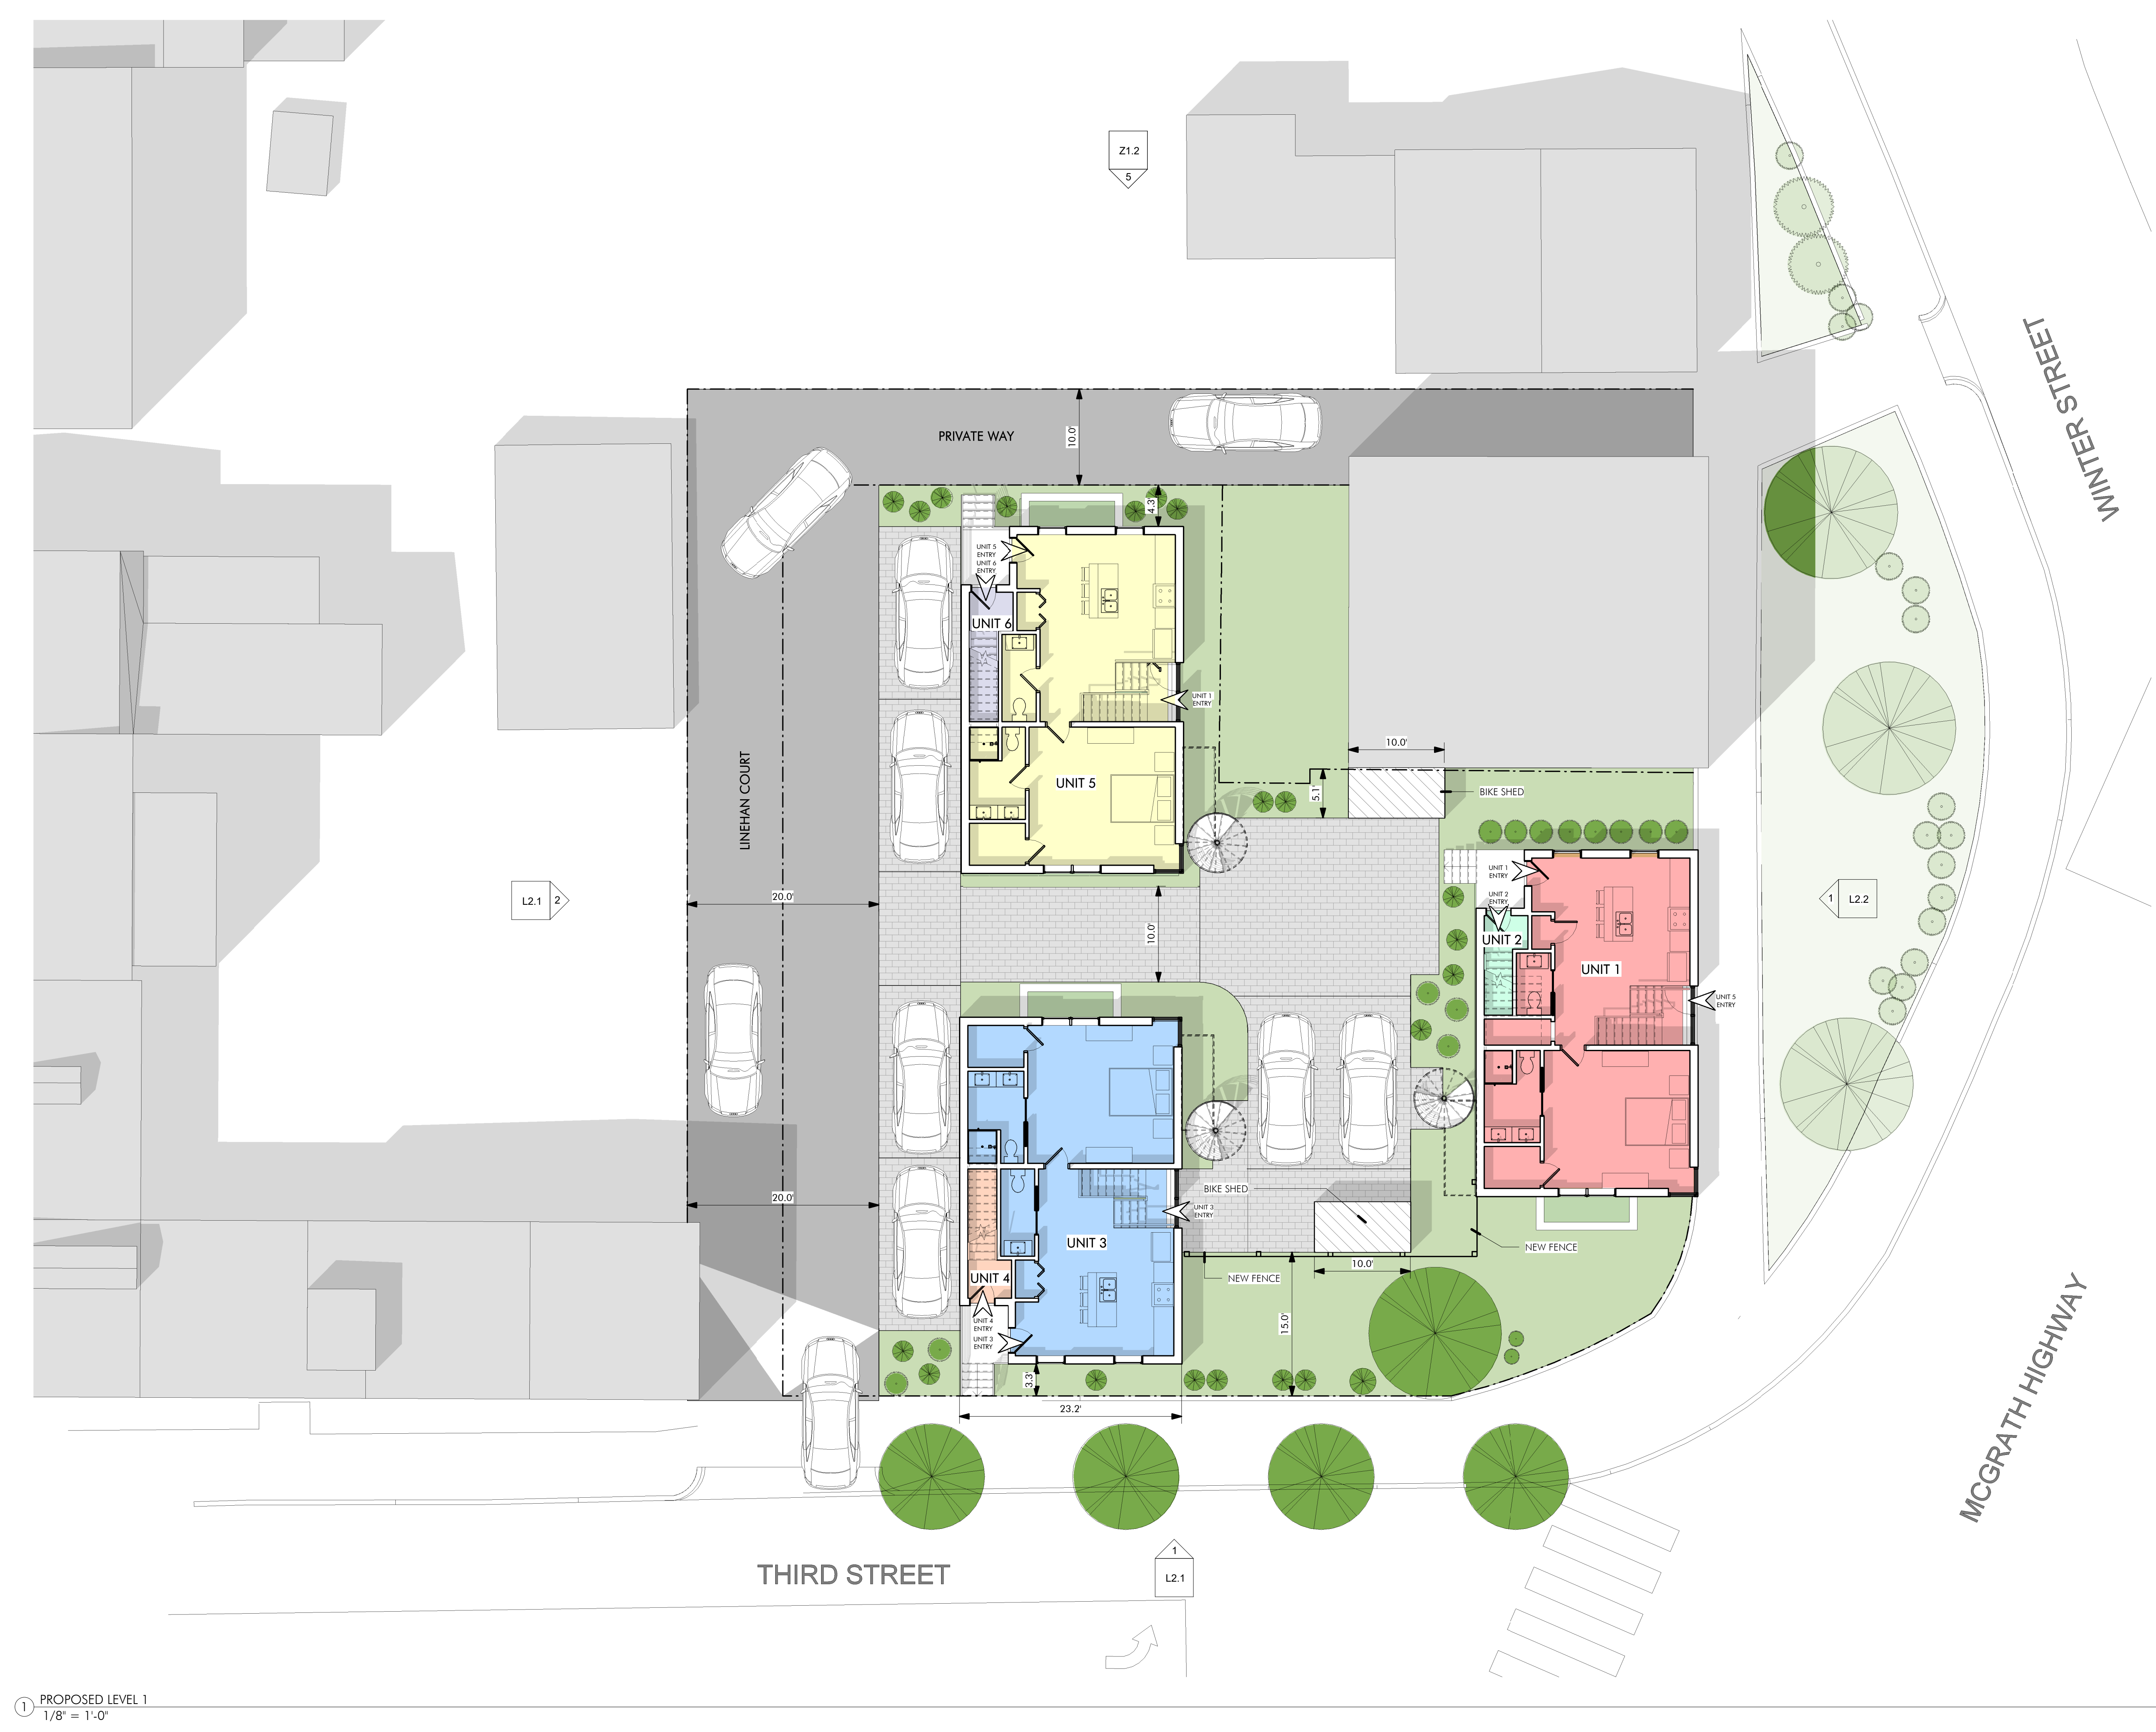 Z1.2
5
WINTER STREET
PRIVATE WAY
10.0'
4.3'
UNIT 5
ENTRY
UNIT 6
ENTRY
UNIT 6
UNIT 1
ENTRY
LINEHAN COURT
UNIT 5
10.0'
5.1'
BIKE SHED
UNIT 1
ENTRY
UNIT 2
ENTRY
L2.1
2
20.0'
1
L2.2
10.0'
UNIT 2
UNIT 1
UNIT 5
ENTRY
20.0'
BIKE SHED
UNIT 3
ENTRY
UNIT 3
NEW FENCE
10.0'
NEW FENCE
UNIT 4
UNIT 4
ENTRY
UNIT 3
ENTRY
15.0'
3.3'
23.2'
MCGRATH HIGHWAY
THIRD STREET
1
L2.1
1
PROPOSED LEVEL 1
1/8" = 1'-0"